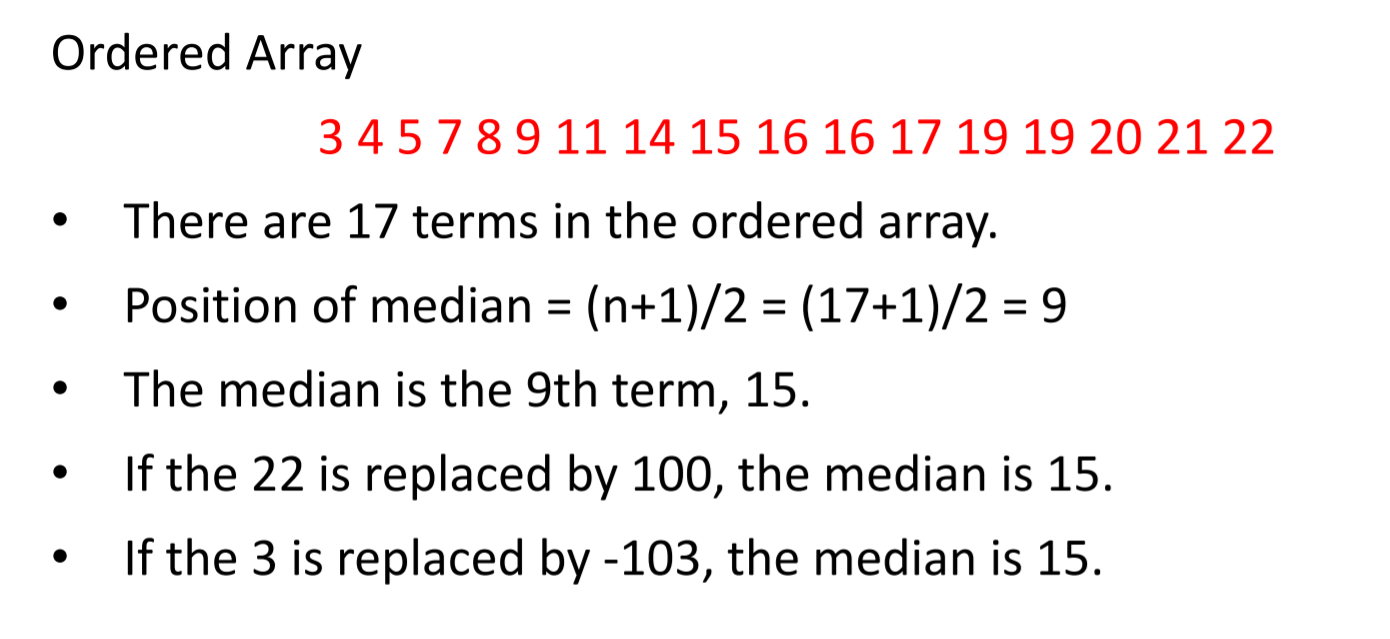 Ordered Array
3 4 5 7 8 9 11 14 15 16 16 17 19 19 20 21 22
• There are 17 terms in the ordered array.
• Position of median = (n+1)/2 = (17+1)/2 = 9
• The median is the 9th term, 15.
• If the 22 is replaced by 100, the median is 15.
• If the 3 is replaced by -103, the median is 15.